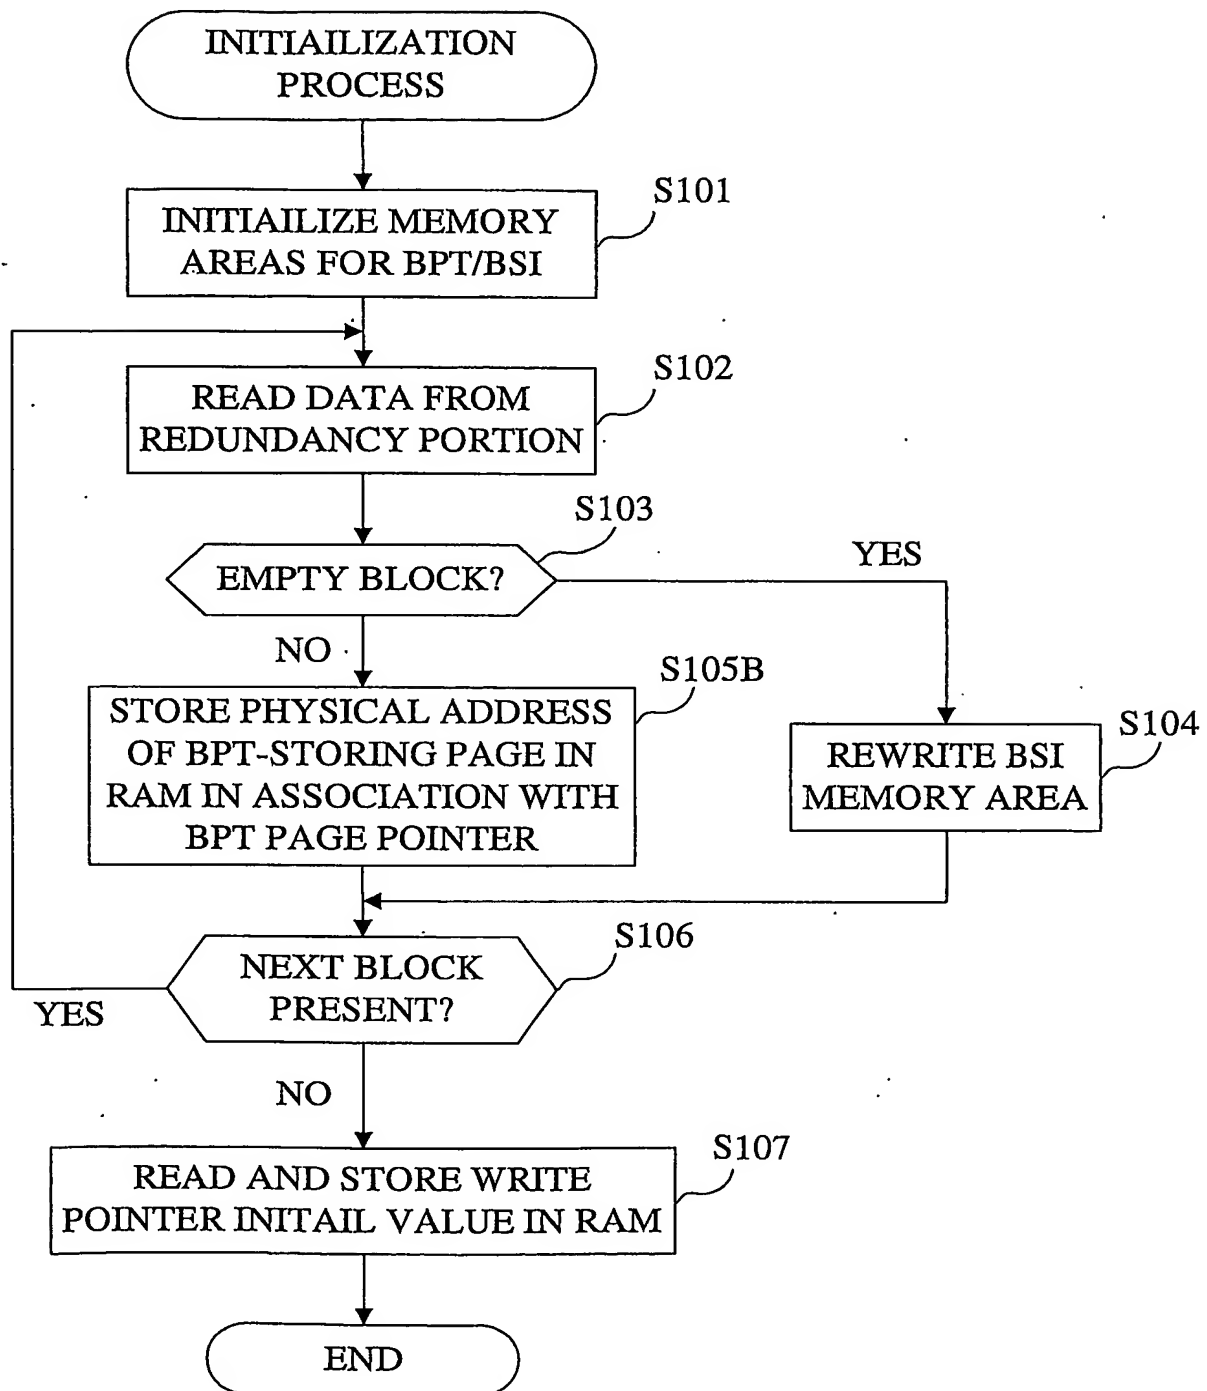 INITIAILIZATION
PROCESS
S101
INITIAILIZE MEMORY
AREAS FOR BPT/BSI
S102
READ DATA FROM
REDUNDANCY PORTION
S103
EMPTY BLOCK?
YES
NO
S105B
STORE PHYSICAL ADDRESS
OF BPT-STORING PAGE IN
RAM IN ASSOCIATION WITH
BPT PAGE POINTER
S104
REWRITE BSI
MEMORY AREA
S106
NEXT BLOCK
PRESENT?
YES
NO
S107
READ AND STORE WRITE
POINTER INITAIL VALUE IN RAM
END